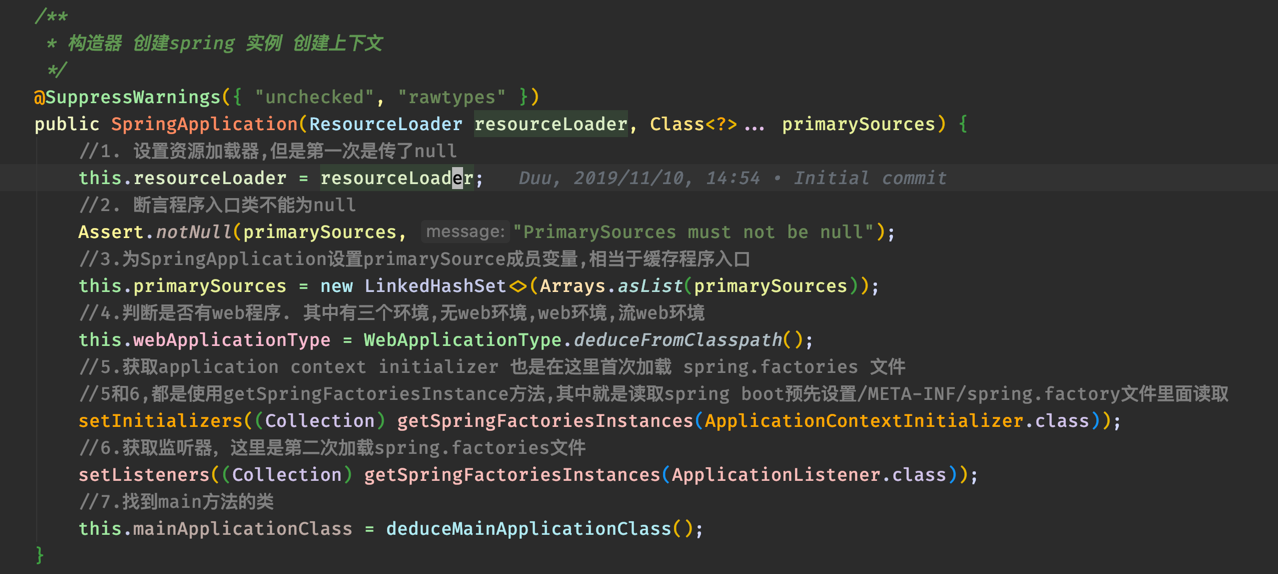 /**
* 构造器 创建spring 实例 创建上下文
*/
@SuppressWarnings({ "unchecked", "rawtypes" })
public SpringApplication(ResourceLoader resourceLoader, Class<?>... primarySources) {
//1. 设置资源加载器,但是第一次是传了null
this.resourceLoader = resourceLoader; Duu, 2019/11/10, 14:54 • Initial commit
//2. 断言程序入口类不能为null
Assert.notNull(primarySources, message: "PrimarySources must not be null");
//3.为SpringApplication设置primarySource成员变量,相当于缓存程序入口
this.primarySources = new LinkedHashSet<>(Arrays.asList(primarySources));
//4.判断是否有web程序. 其中有三个环境,无web环境,web环境,流web环境
this.webApplicationType = WebApplicationType.deduceFromClasspath();
//5.获取application context initializer 也是在这里首次加载 spring.factories 文件
//5和6,都是使用getSpringFactoriesInstance方法,其中就是读取spring boot预先设置/META-INF/spring.factory文件里面读取
setInitializers((Collection) getSpringFactoriesInstances(ApplicationContextInitializer.class));
//6.获取监听器, 这里是第二次加载spring.factories文件
setListeners((Collection) getSpringFactoriesInstances(ApplicationListener.class));
//7.找到main方法的类
this.mainApplicationClass = deduceMainApplicationClass();
}